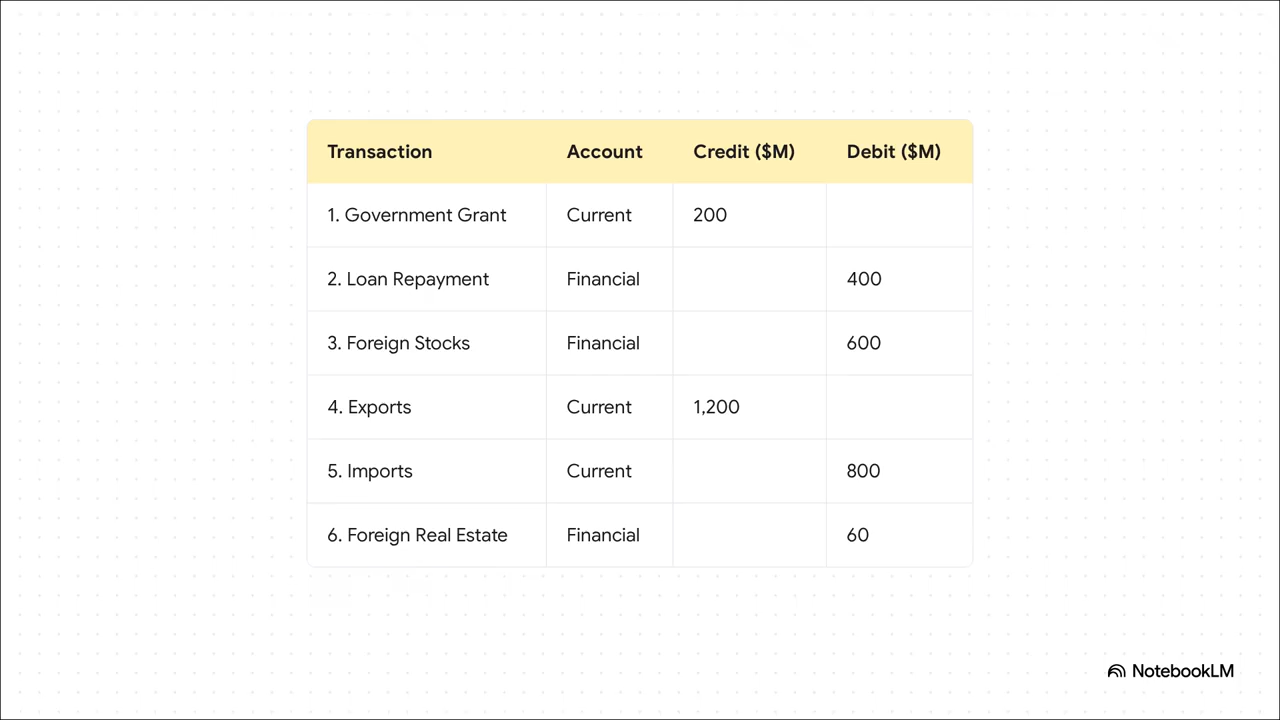 Transaction Account Credit ($M) Debit ($M)
1. Government Grant Current 200
2. Loan Repayment Financial 400
3. Foreign Stocks Financial 600
4. Exports Current 1,200
5. Imports Current 800
6. Foreign Real Estate Financial 60
NotebookLM